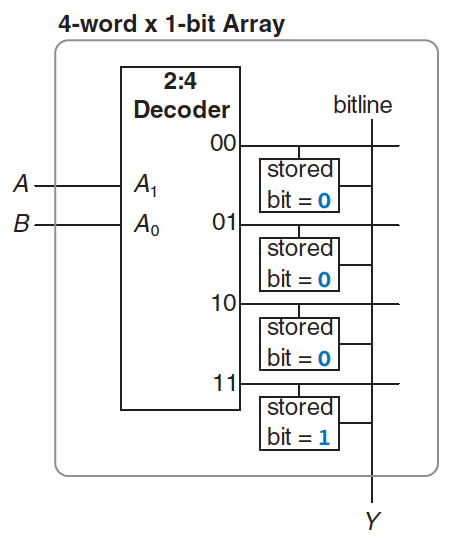 4-word x 1-bit Array
2:4
Decoder
bitline
00
stored
bit = 0
A
A₁
B
A₀
01
stored
bit = 0
10
stored
bit = 0
11
stored
bit = 1
Y